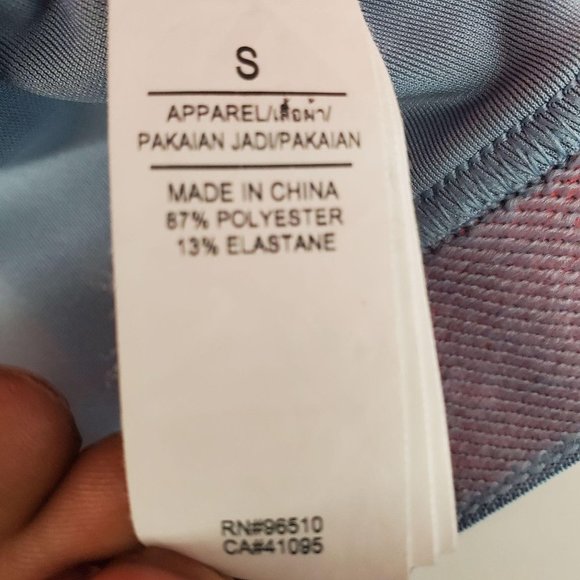 S
APPAREL/เสื้อผ้า/
PAKAIAN JADI/PAKAIAN
MADE IN CHINA
87% POLYESTER
13% ELASTANE
RN#96510
CA#41095